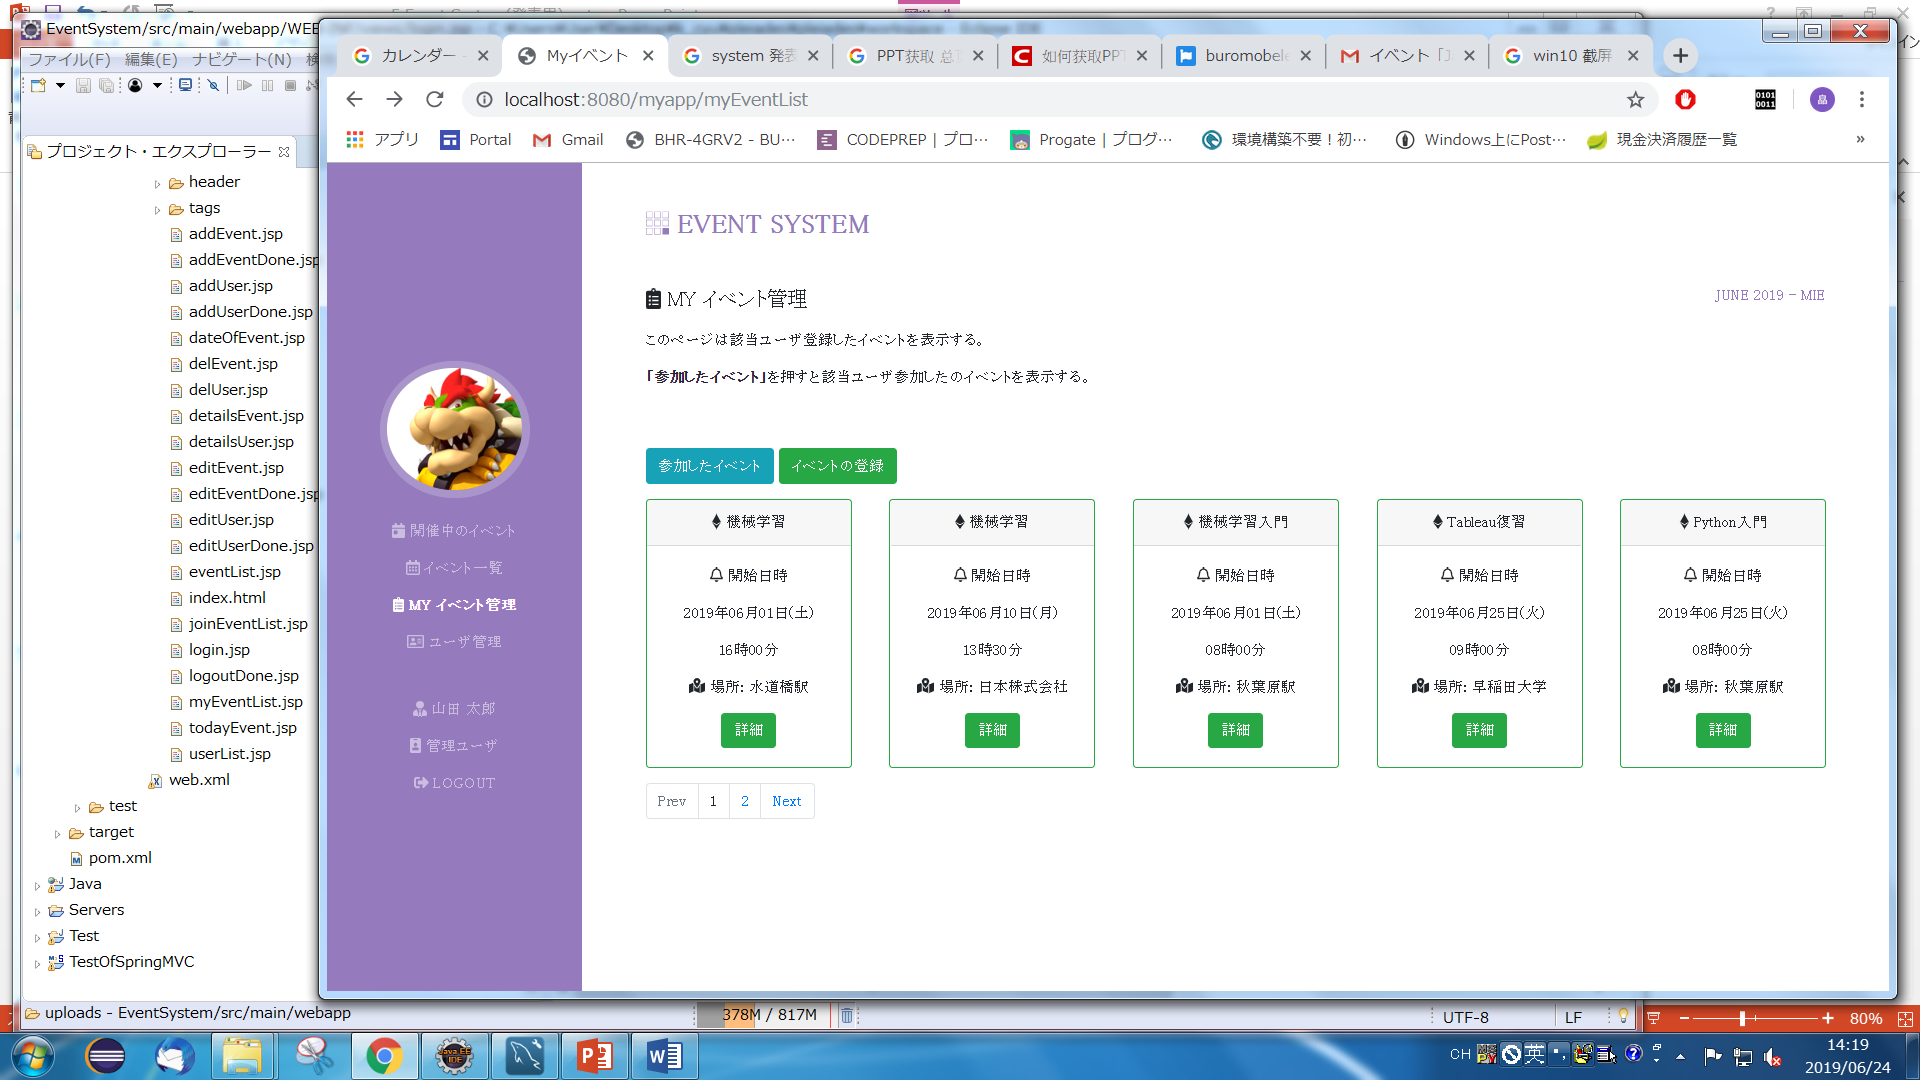 EventSystem/src/main/webapp/WEE
ファイル(F) 編集(E) ナビゲート(N) 検
プロジェクト・エクスプローラー
header
tags
addEvent.jsp
addEventDone.jsp
addUser.jsp
addUserDone.jsp
dateOfEvent.jsp
delEvent.jsp
delUser.jsp
detailsEvent.jsp
detailsUser.jsp
editEvent.jsp
editEventDone.jsp
editUser.jsp
editUserDone.jsp
eventList.jsp
index.html
joinEventList.jsp
login.jsp
logoutDone.jsp
myEventList.jsp
todayEvent.jsp
userList.jsp
web.xml
test
target
pom.xml
Java
Servers
Test
TestOfSpringMVC
カレンダー
Myイベント
system 発表
PPT获取 总
如何获取PPT
buromobele
イベント「J
win10 截屏
localhost:8080/myapp/myEventList
アプリ Portal Gmail BHR-4GRV2 - BU… CODEPREP | プロ… Progate | プログ… 環境構築不要！初… Windows上にPost… 現金決済履歴一覧 »
開催中のイベント
イベント一覧
MY イベント管理
ユーザ管理
山田 太郎
管理ユーザ
LOGOUT
EVENT SYSTEM
MY イベント管理
JUNE 2019 - MIE
このページは該当ユーザ登録したイベントを表示する。
「参加したイベント」を押すと該当ユーザ参加したのイベントを表示する。
参加したイベント イベントの登録
機械学習
開始日時
2019年06月01日(土)
16時00分
場所: 水道橋駅
詳細
機械学習
開始日時
2019年06月10日(月)
13時30分
場所: 日本株式会社
詳細
機械学習入門
開始日時
2019年06月01日(土)
08時00分
場所: 秋葉原駅
詳細
Tableau復習
開始日時
2019年06月25日(火)
09時00分
場所: 早稲田大学
詳細
Python入門
開始日時
2019年06月25日(火)
08時00分
場所: 秋葉原駅
詳細
Prev 1 2 Next
uploads - EventSystem/src/main/webapp
378M / 817M
UTF-8
LF
80%
CH
英
14:19
2019/06/24